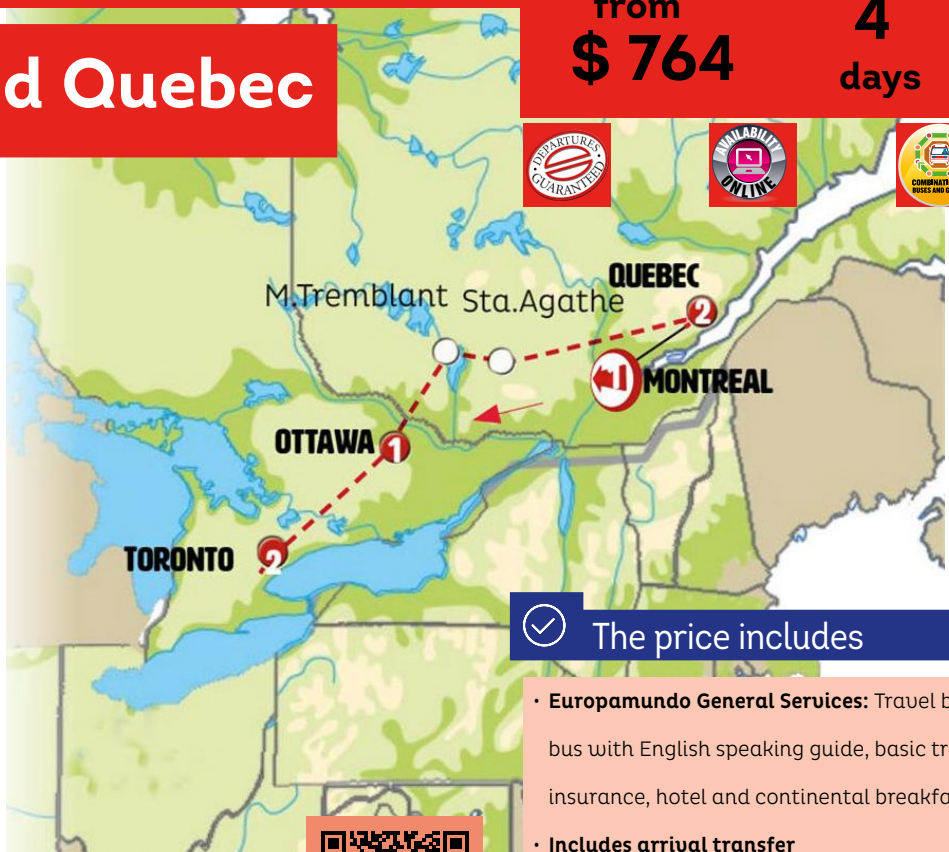 from
$ 764
4
days
d Quebec
DEPARTURES
GUARANTEED
AVAILABILITY
ONLINE
QUEBEC
2
M.Tremblant
Sta.Agathe
1
MONTREAL
OTTAWA
1
TORONTO
2
The price includes
· Europamundo General Services: Travel b
bus with English speaking guide, basic tr
insurance, hotel and continental breakfa
· Includes arrival transfer